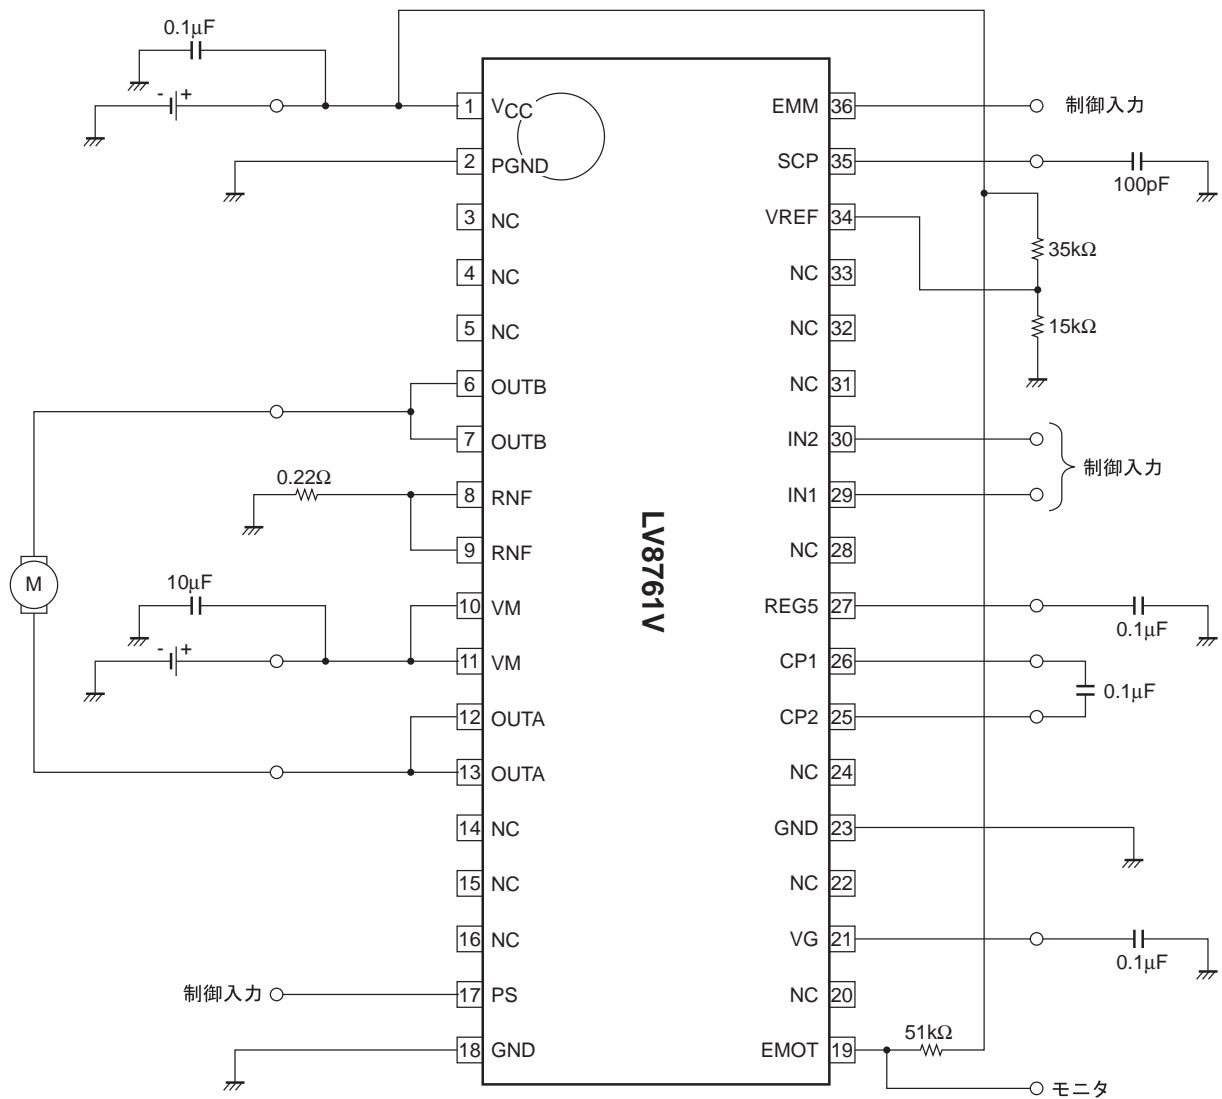 0.1μF
- +
1 VCC
2 PGND
3 NC
4 NC
5 NC
6 OUTB
7 OUTB
0.22Ω
8 RNF
9 RNF
M
10μF
10 VM
- +
11 VM
12 OUTA
13 OUTA
14 NC
15 NC
16 NC
制御入力
17 PS
18 GND
LV8761V
EMM 36
制御入力
SCP 35
100pF
VREF 34
35kΩ
NC 33
15kΩ
NC 32
NC 31
IN2 30
制御入力
IN1 29
NC 28
REG5 27
0.1μF
CP1 26
0.1μF
CP2 25
NC 24
GND 23
NC 22
VG 21
0.1μF
NC 20
51kΩ
EMOT 19
モニタ